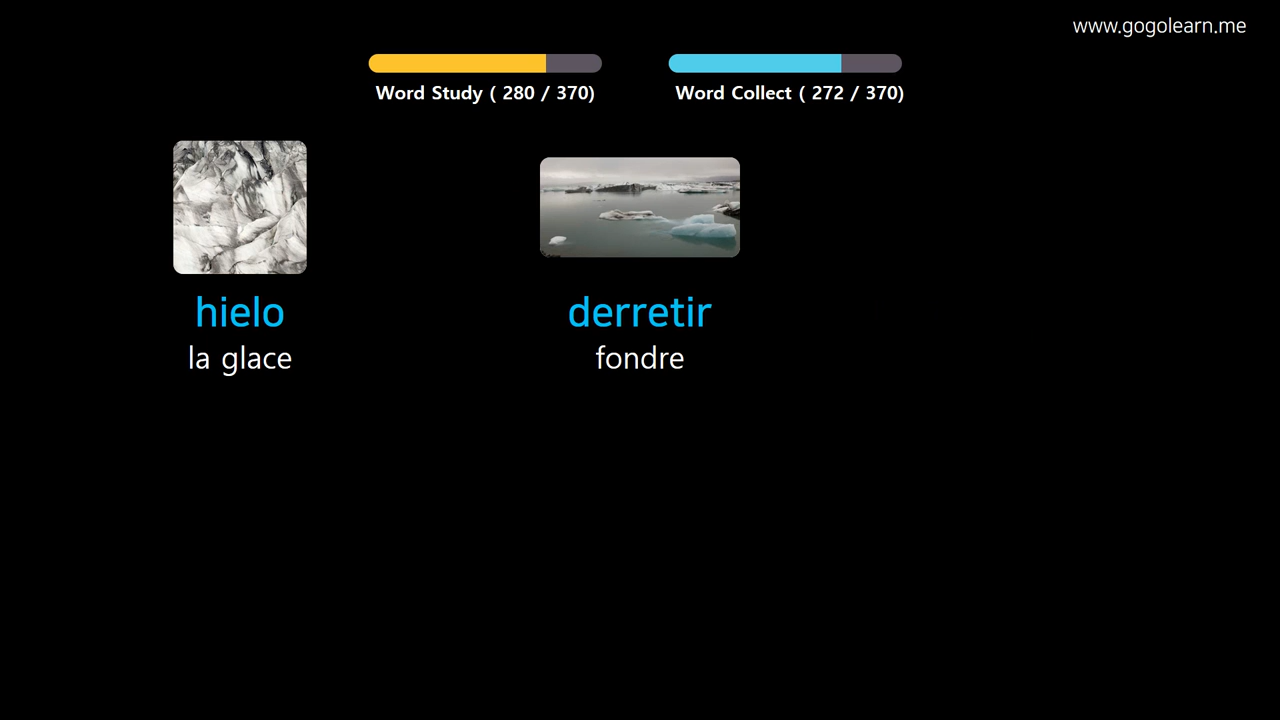 www.gogolearn.me
Word Study ( 280 / 370)
Word Collect ( 272 / 370)
hielo
la glace
derretir
fondre